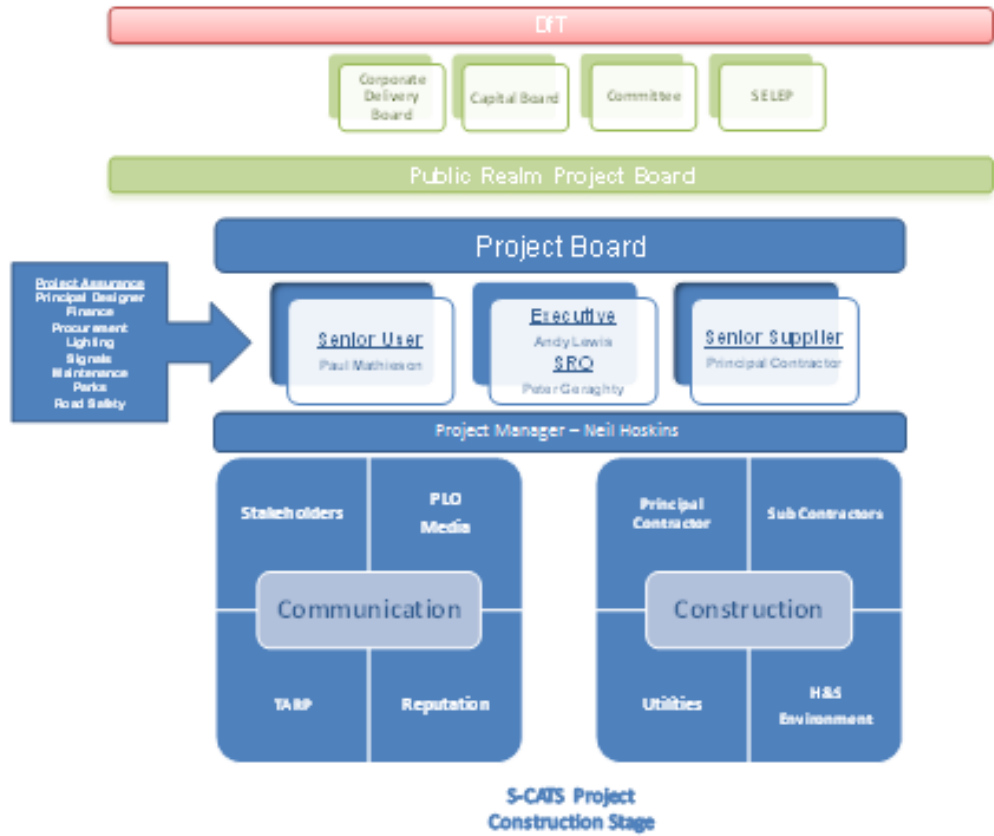 DfT
Corporate
Delivery
Board
Capital Board
Committee
SELEP
Public Realm Project Board
Project Board
Project Assurance
Principal Designer
Finance
Procurement
Lighting
Signals
Maintenance
Parks
Road Safety
Senior User
Paul Mathieson
Executive
Andy Lewis
SRO
Peter Geraghty
Senior Supplier
Principal Contractor
Project Manager – Neil Hoskins
Stakeholders
PLO
Media
Communication
TARP
Reputation
Principal
Contractor
Sub Contractors
Construction
Utilities
H&S
Environment
S-CATS Project
Construction Stage